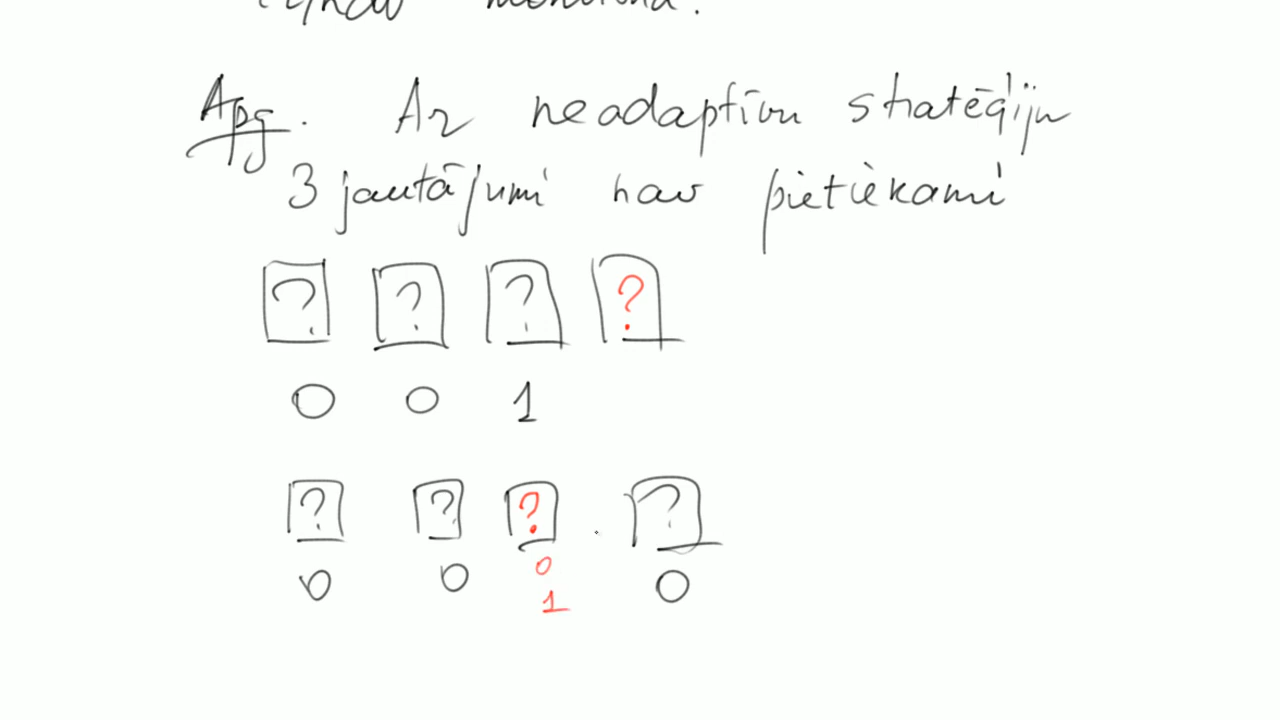 Apg. Ar neadaptīvu stratēģiju
3 jautājumi nav pietiekami
? ? ? ?
0 0 1
? ? ? . ?
0 0 0 0
1